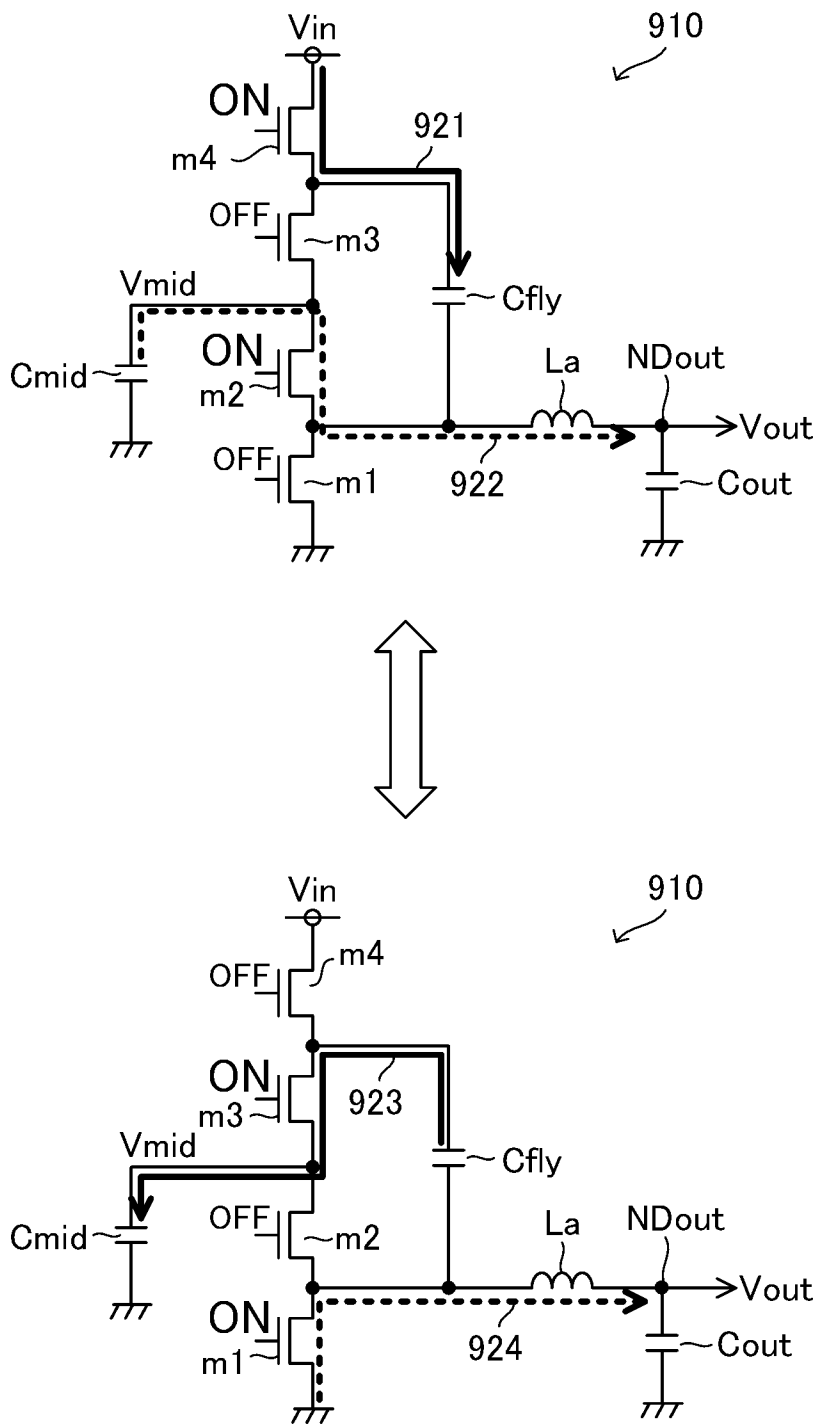 Vin
910
ON
921
m4
OFF
m3
Vmid
Cfly
ON
La
NDout
Cmid
m2
Vout
OFF
922
m1
Cout
Vin
910
m4
OFF
ON
923
m3
Vmid
Cfly
OFF
La
NDout
Cmid
m2
Vout
ON
924
m1
Cout